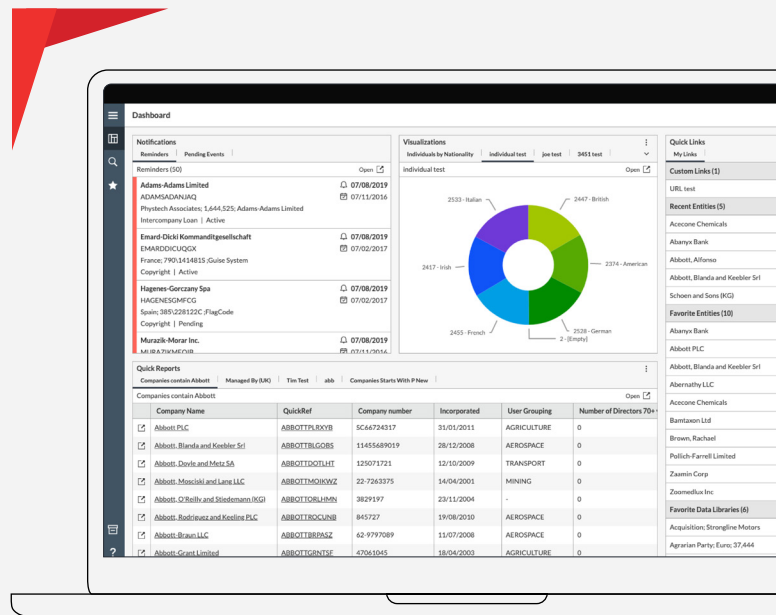 Dashboard
Notifications
Reminders Pending Events
Reminders (50) Open
Adams-Adams Limited 07/08/2019
ADAMSADANJAQ 07/11/2016
Phystech Associates; 1,644,525; Adams-Adams Limited
Intercompany Loan | Active
Emard-Dicki Kommanditgesellschaft 07/08/2019
EMARDDICUQGX 07/02/2017
France; 790\141481S ;Guise System
Copyright | Active
Hagenes-Gorczany Spa 07/08/2019
HAGENESGMFCG 07/02/2017
Spain; 385\228122C ;FlagCode
Copyright | Pending
Murazik-Morar Inc. 07/08/2019
MURAZIKMEQIB 07/11/2016
Visualizations
Individuals by Nationality individual test joe test 3451 test
individual test Open
2533 - Italian
2447 - British
2417 - Irish
2374 - American
2455 - French
2528 - German
2 - [Empty]
Quick Links
My Links
Custom Links (1)
URL test
Recent Entities (5)
Acecone Chemicals
Abanyx Bank
Abbott, Alfonso
Abbott, Blanda and Keebler Srl
Schoen and Sons (KG)
Favorite Entities (10)
Abanyx Bank
Abbott PLC
Abbott, Blanda and Keebler Srl
Abernathy LLC
Acecone Chemicals
Bamtaxon Ltd
Brown, Rachael
Pollich-Farrell Limited
Zaamin Corp
Zoomedlux Inc
Favorite Data Libraries (6)
Acquisition; Strongline Motors
Agrarian Party; Euro; 37,444
Quick Reports
Companies contain Abbott Managed By (UK) Tim Test abb Companies Starts With P New
Companies contain Abbott Open
Company Name QuickRef Company number Incorporated User Grouping Number of Directors 70+
Abbott PLC ABBOTTPLRXYB SC66724317 31/01/2011 AGRICULTURE 0
Abbott, Blanda and Keebler Srl ABBOTTBLGOBS 11455689019 28/12/2008 AEROSPACE 0
Abbott, Doyle and Metz SA ABBOTTDOTLHT 125071721 12/10/2009 TRANSPORT 0
Abbott, Mosciski and Lang LLC ABBOTTMOIKWZ 22-7263375 14/04/2001 MINING 0
Abbott, O'Reilly and Stiedemann (KG) ABBOTTORLHMN 3829197 23/11/2004 - 0
Abbott, Rodriguez and Keeling PLC ABBOTTROCUNB 845727 19/08/2010 AEROSPACE 0
Abbott-Braun LLC ABBOTTBRPASZ 62-9797089 11/07/2008 AEROSPACE 0
Abbott-Grant Limited ABBOTTGRNTSF 47061045 18/04/2003 AGRICULTURE 0